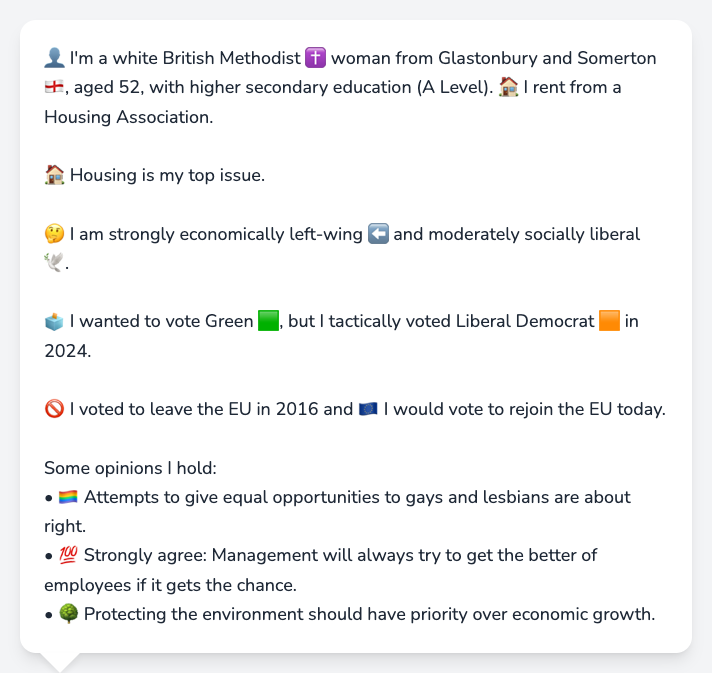 👤 I'm a white British Methodist ✝️ woman from Glastonbury and Somerton
🏴󠁧󠁢󠁥󠁮󠁧󠁿, aged 52, with higher secondary education (A Level). 🏠 I rent from a
Housing Association.
🏠 Housing is my top issue.
🤔 I am strongly economically left-wing ⬅️ and moderately socially liberal
🕊️.
🗳️ I wanted to vote Green 🟩, but I tactically voted Liberal Democrat 🟧 in
2024.
🚫 I voted to leave the EU in 2016 and 🇪🇺 I would vote to rejoin the EU today.
Some opinions I hold:
• 🏳️‍🌈 Attempts to give equal opportunities to gays and lesbians are about
right.
• 💯 Strongly agree: Management will always try to get the better of
employees if it gets the chance.
• 🌳 Protecting the environment should have priority over economic growth.